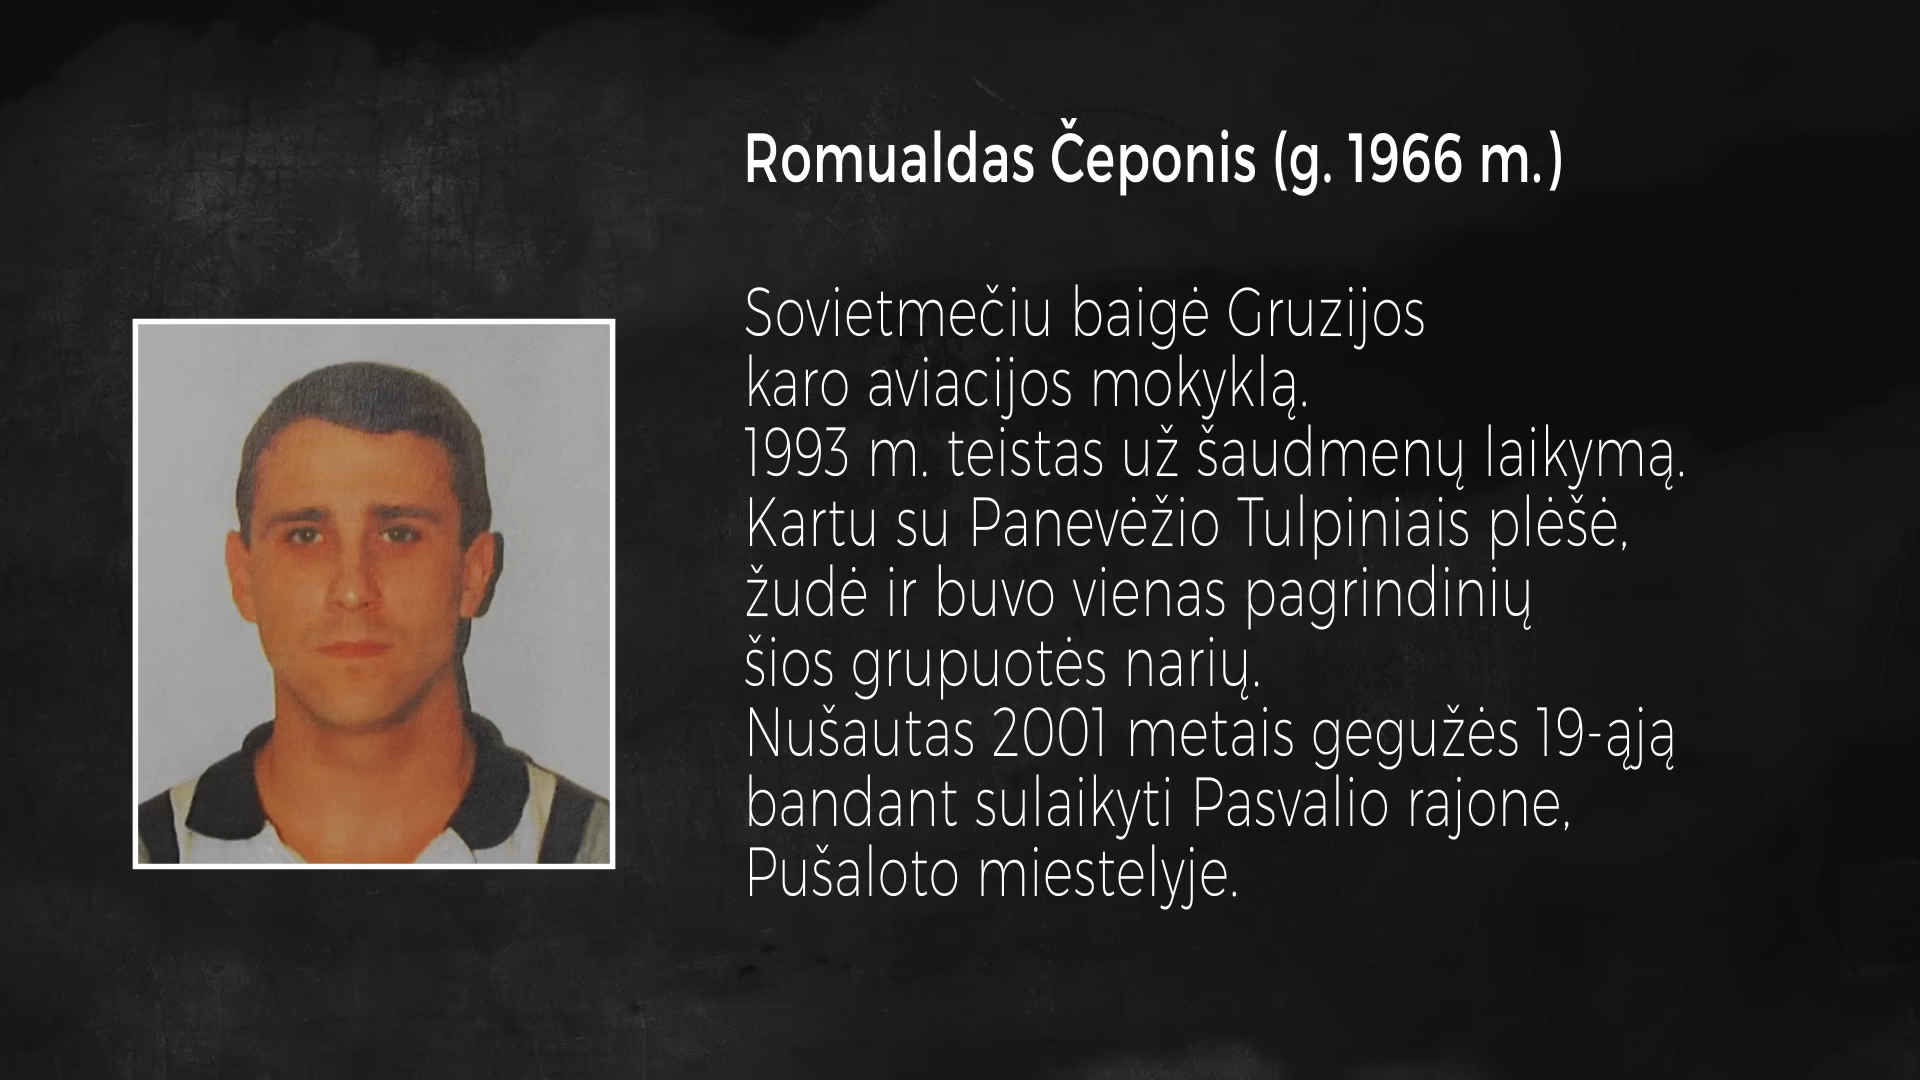 Romualdas Čeponis (g. 1966 m.)
Sovietmečiu baigė Gruzijos
karo aviacijos mokyklą.
1993 m. teistas už šaudmenų laikymą.
Kartu su Panevėžio Tulpiniais plėšė,
žudė ir buvo vienas pagrindinių
šios grupuotės narių.
Nušautas 2001 metais gegužės 19-ąją
bandant sulaikyti Pasvalio rajone,
Pušaloto miestelyje.